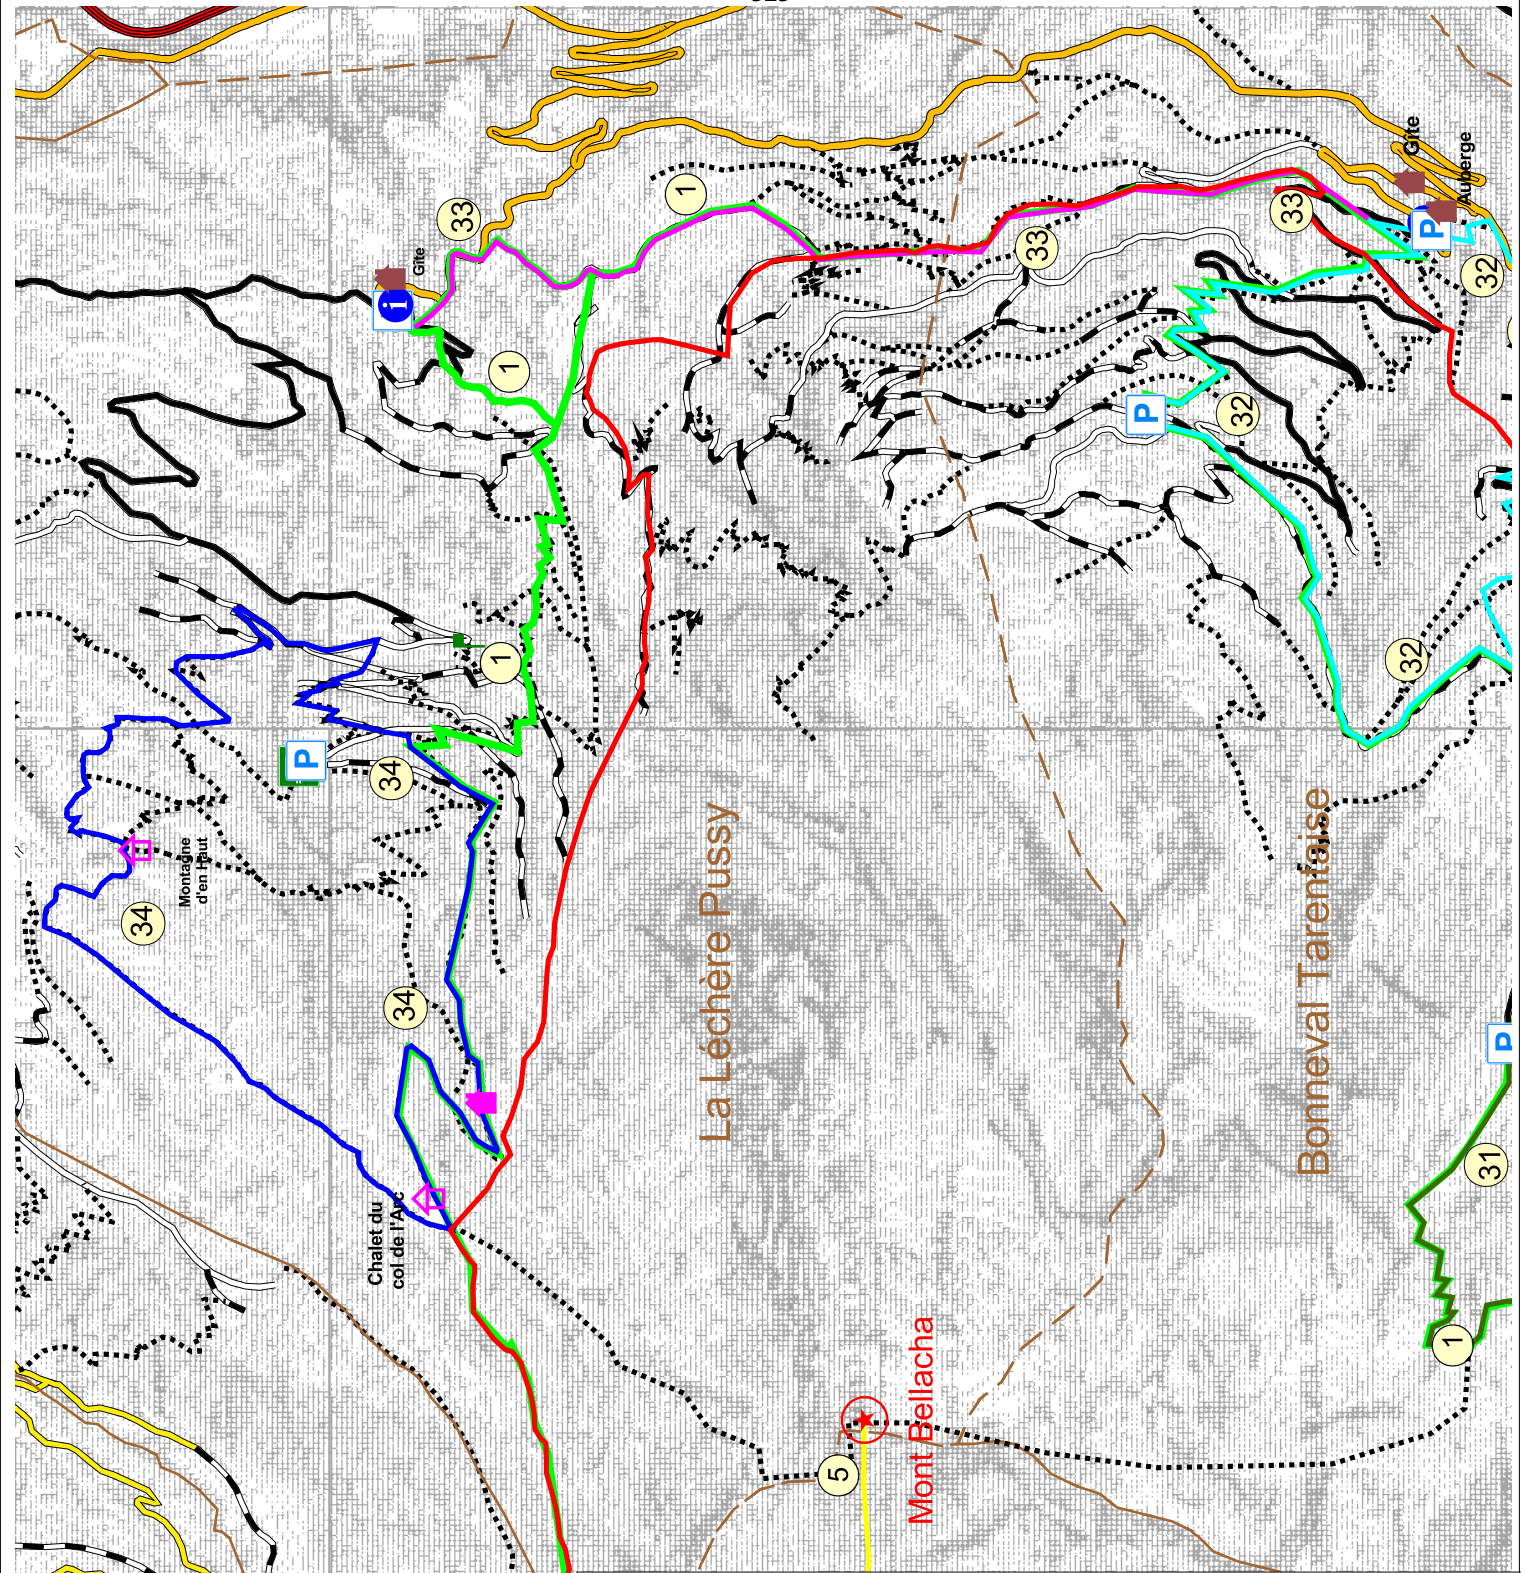 33
1
Gîte
Gîte
Auberge
P
33
33
32
i
1
P
32
1
32
P
34
Montagne
d'en Haut
34
34
La Léchère Pussy
Bonneval Tarentaise
P
31
Chalet du
col de l'Arc
1
Mont Bellacha
5